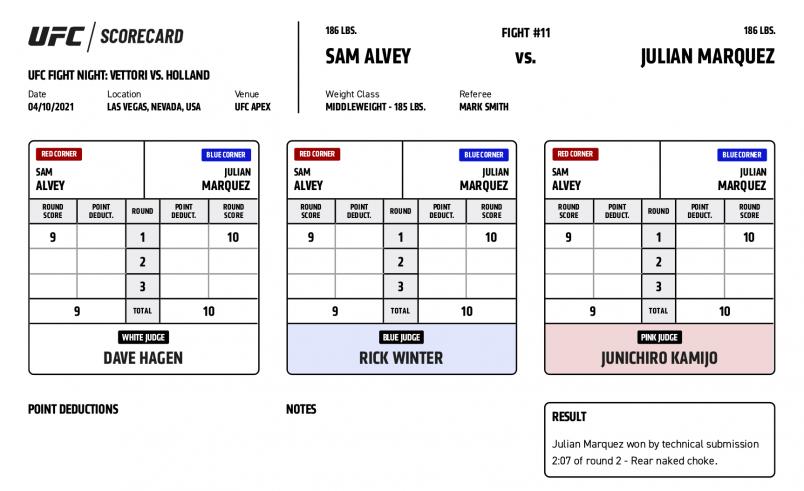 UFC / SCORECARD
UFC FIGHT NIGHT: VETTORI VS. HOLLAND
Date Location Venue
04/10/2021 LAS VEGAS, NEVADA, USA UFC APEX
186 LBS. FIGHT #11 186 LBS.
SAM ALVEY VS. JULIAN MARQUEZ
Weight Class Referee
MIDDLEWEIGHT - 185 LBS. MARK SMITH
RED CORNER BLUE CORNER
SAM JULIAN
ALVEY MARQUEZ
ROUND POINT ROUND POINT ROUND
SCORE DEDUCT. DEDUCT. SCORE
9 1 10
2
3
9 TOTAL 10
WHITE JUDGE
DAVE HAGEN
RED CORNER BLUE CORNER
SAM JULIAN
ALVEY MARQUEZ
ROUND POINT ROUND POINT ROUND
SCORE DEDUCT. DEDUCT. SCORE
9 1 10
2
3
9 TOTAL 10
BLUE JUDGE
RICK WINTER
RED CORNER BLUE CORNER
SAM JULIAN
ALVEY MARQUEZ
ROUND POINT ROUND POINT ROUND
SCORE DEDUCT. DEDUCT. SCORE
9 1 10
2
3
9 TOTAL 10
PINK JUDGE
JUNICHIRO KAMIJO
POINT DEDUCTIONS
NOTES
RESULT
Julian Marquez won by technical submission
2:07 of round 2 - Rear naked choke.